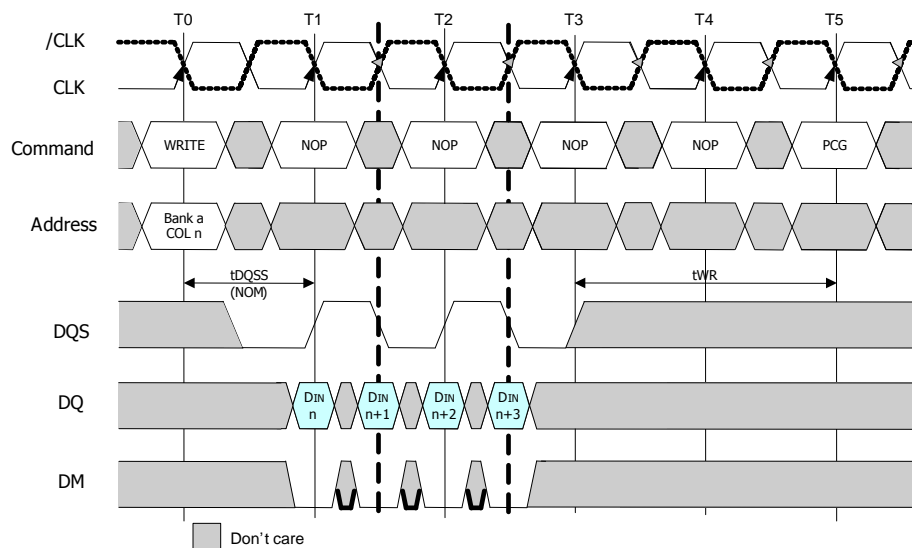 T0 T1 T2 T3 T4 T5
/CLK
CLK
Command WRITE NOP NOP NOP NOP PCG
Address Bank a
COL n
tDQSS
(NOM)
tWR
DQS
DQ DIN
n
DIN
n+1
DIN
n+2
DIN
n+3
DM
Don't care